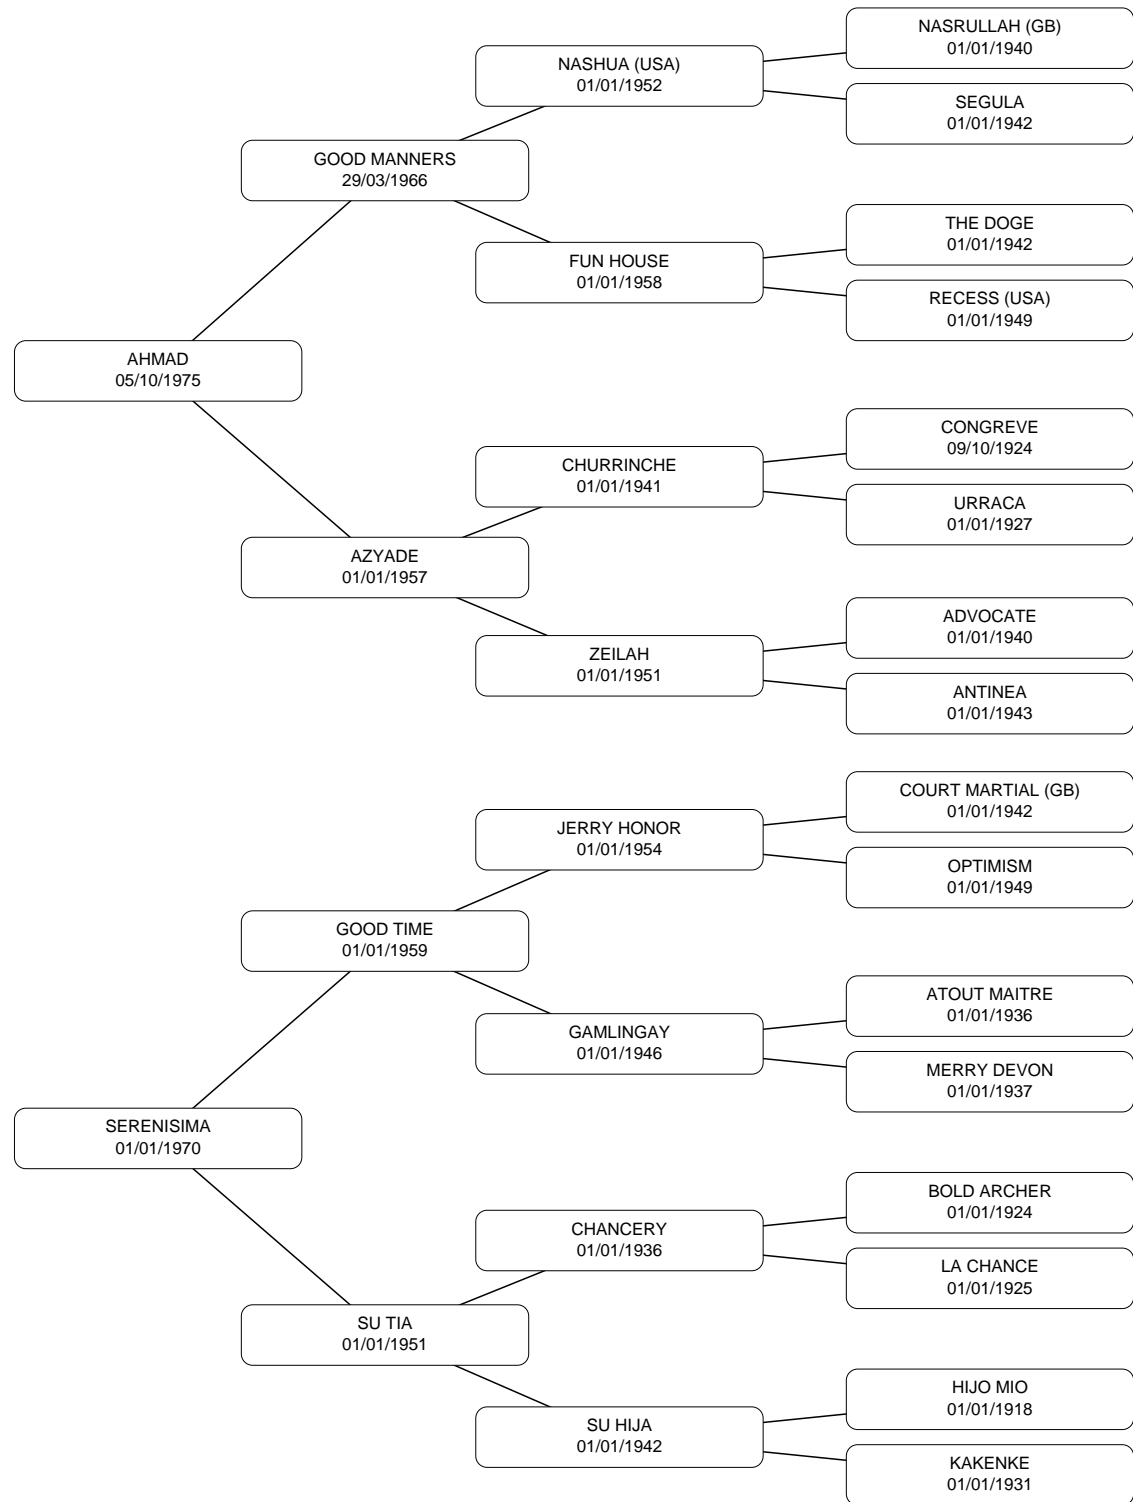 NASRULLAH (GB)
01/01/1940
NASHUA (USA)
01/01/1952
SEGULA
01/01/1942
GOOD MANNERS
29/03/1966
THE DOGE
01/01/1942
FUN HOUSE
01/01/1958
RECESS (USA)
01/01/1949
AHMAD
05/10/1975
CONGREVE
09/10/1924
CHURRINCHE
01/01/1941
URRACA
01/01/1927
AZYADE
01/01/1957
ADVOCATE
01/01/1940
ZEILAH
01/01/1951
ANTINEA
01/01/1943
COURT MARTIAL (GB)
01/01/1942
JERRY HONOR
01/01/1954
OPTIMISM
01/01/1949
GOOD TIME
01/01/1959
ATOUT MAITRE
01/01/1936
GAMLINGAY
01/01/1946
MERRY DEVON
01/01/1937
SERENISIMA
01/01/1970
BOLD ARCHER
01/01/1924
CHANCERY
01/01/1936
LA CHANCE
01/01/1925
SU TIA
01/01/1951
HIJO MIO
01/01/1918
SU HIJA
01/01/1942
KAKENKE
01/01/1931